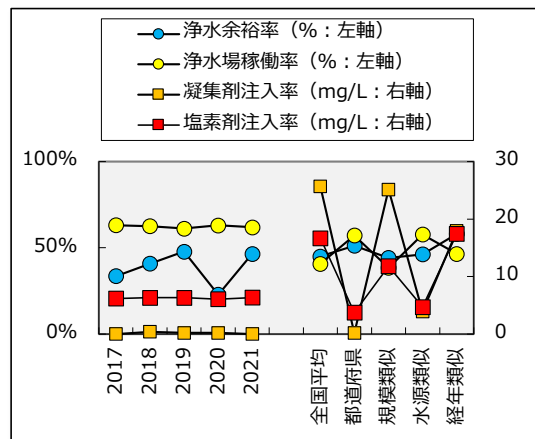 浄水余裕率（%：左軸）
浄水場稼働率（%：左軸）
凝集剤注入率（mg/L：右軸）
塩素剤注入率（mg/L：右軸）
100%
50%
0%
30
20
10
0
2017
2018
2019
2020
2021
全国平均
都道府県
規模類似
水源類似
経年類似